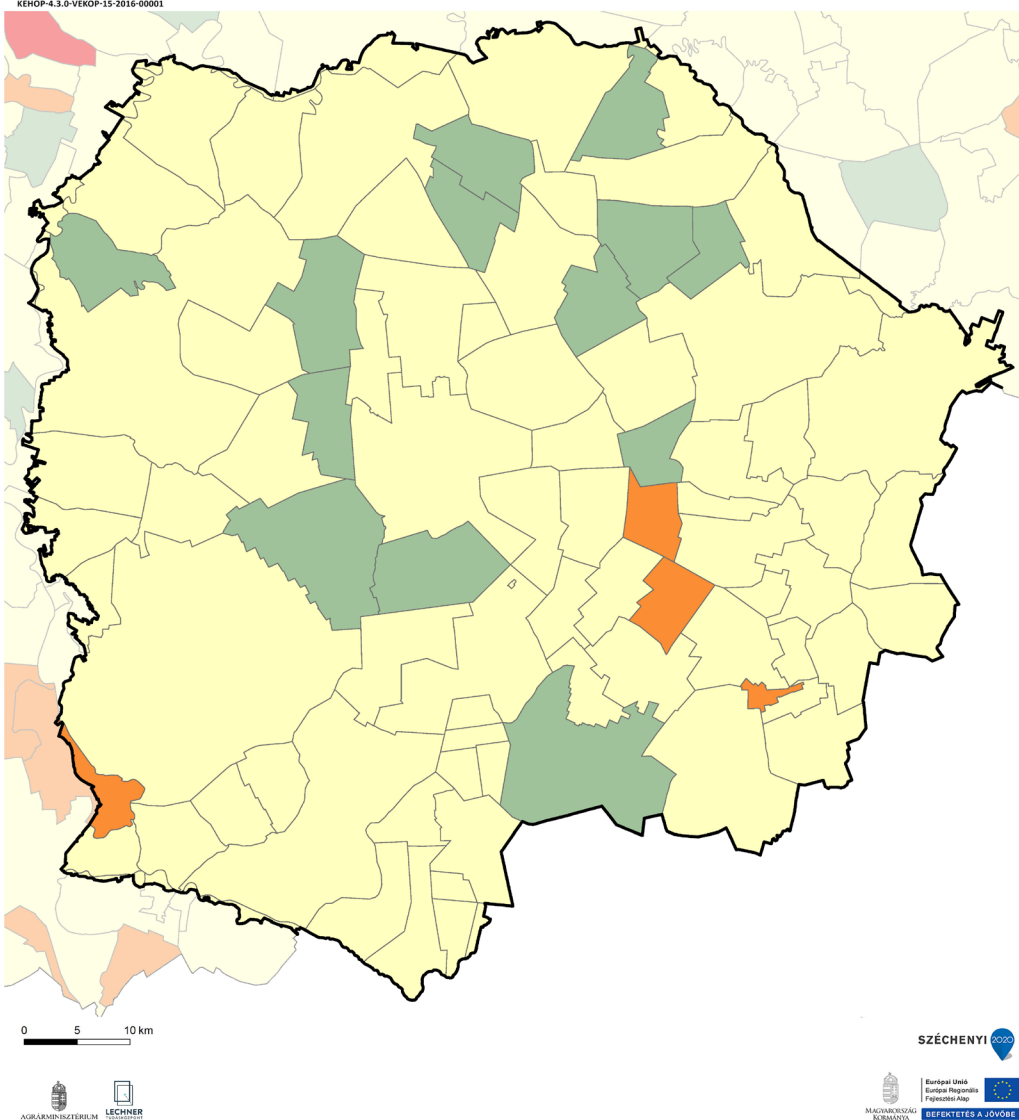 KEHOP-4.3.0-VEKOP-15-2016-00001
0 5 10 km
SZÉCHENYI 2020
AGRÁRMINISZTÉRIUM
LECHNER
TUDÁSKÖZPONT
MAGYARORSZÁG
KORMÁNYA
Európai Unió
Európai Regionális
Fejlesztési Alap
BEFEKTETÉS A JÖVŐBE